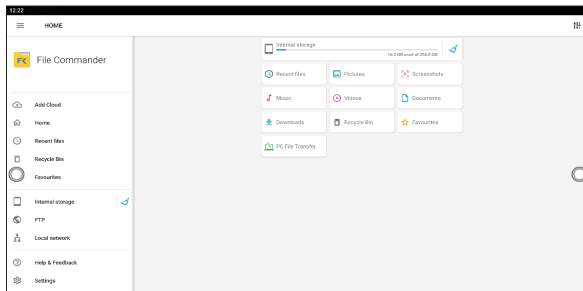 12:22
HOME
FX File Commander
Add Cloud
Home
Recent files
Recycle Bin
Favourites
Internal storage
FTP
Local network
Help & Feedback
Settings
Internal storage
16.2 GB used of 256.0 GB
Recent files Pictures Screenshots
Music Videos Documents
Downloads Recycle Bin Favourites
PC File Transfer